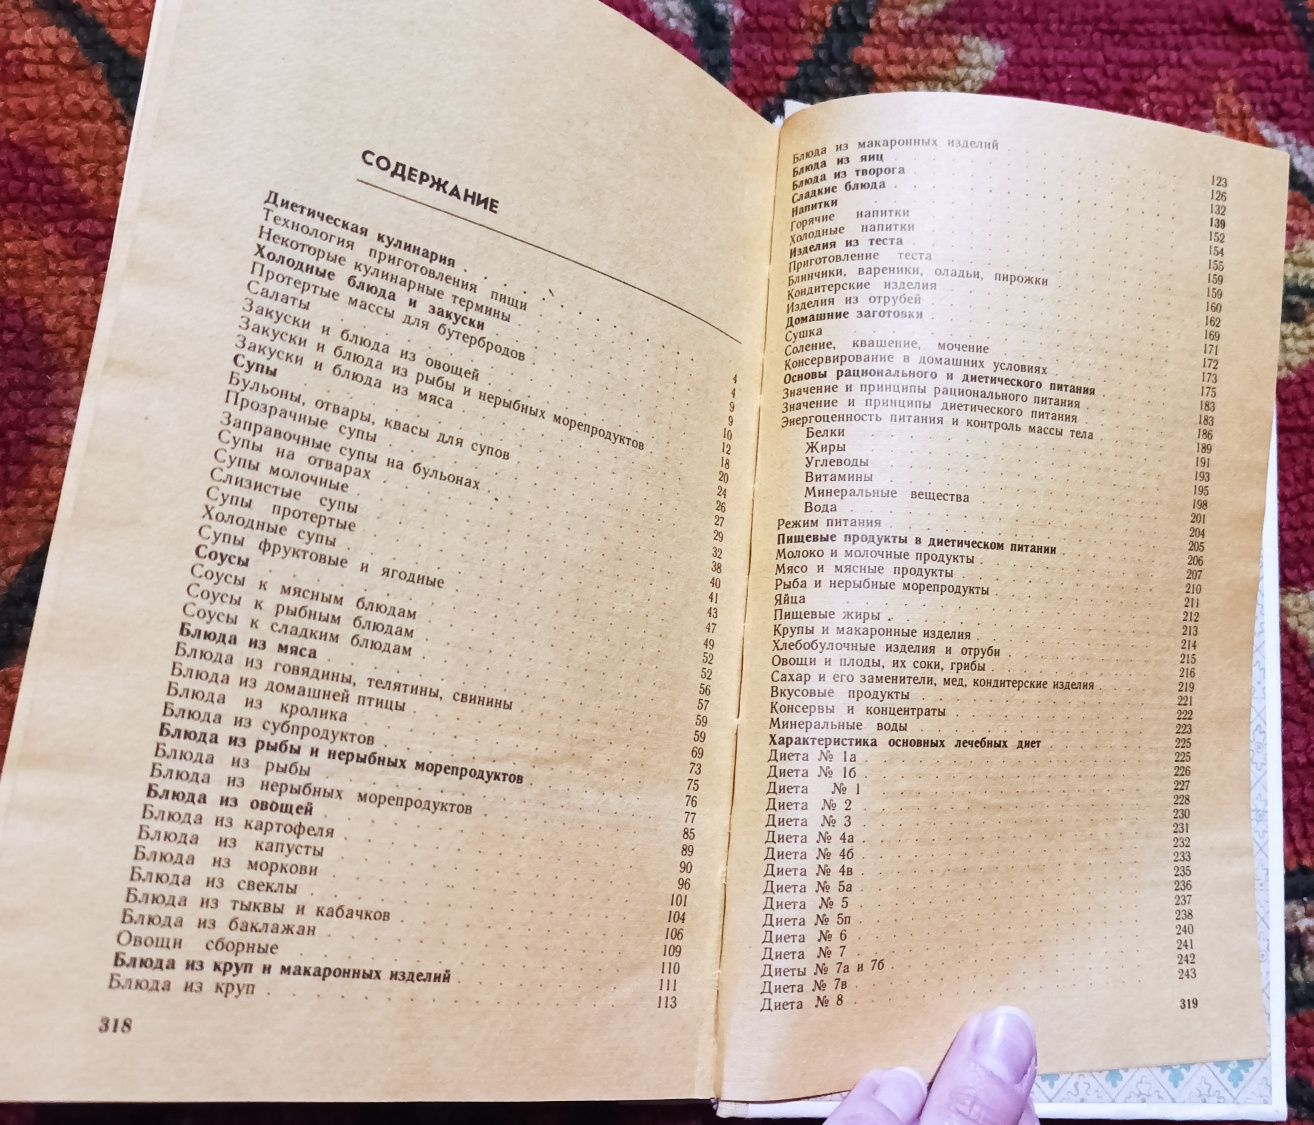 СОДЕРЖАНИЕ
Диетическая кулинария 4
Технология приготовления пищи 4
Некоторые кулинарные термины 9
Холодные блюда и закуски 9
Протертые массы для бутербродов 10
Салаты 12
Закуски и блюда из овощей 18
Закуски и блюда из рыбы и нерыбных морепродуктов 20
Закуски и блюда из мяса 24
Супы 26
Бульоны, отвары, квасы для супов 27
Прозрачные супы 29
Заправочные супы на бульонах 32
Супы на отварах 38
Супы молочные 40
Слизистые супы 41
Супы протертые 43
Холодные супы 47
Супы фруктовые и ягодные 49
Соусы 52
Соусы к мясным блюдам 52
Соусы к рыбным блюдам 56
Соусы к сладким блюдам 57
Блюда из мяса 59
Блюда из говядины, телятины, свинины 59
Блюда из домашней птицы 69
Блюда из кролика 73
Блюда из субпродуктов 75
Блюда из рыбы и нерыбных морепродуктов 76
Блюда из рыбы 77
Блюда из нерыбных морепродуктов 85
Блюда из овощей 89
Блюда из картофеля 90
Блюда из капусты 96
Блюда из моркови 101
Блюда из свеклы 104
Блюда из тыквы и кабачков 106
Блюда из баклажан 109
Овощи сборные 110
Блюда из круп и макаронных изделий 111
Блюда из круп 113
318
Блюда из макаронных изделий 123
Блюда из яиц 126
Блюда из творога 132
Сладкие блюда 139
Напитки 152
Горячие напитки 154
Холодные напитки 155
Изделия из теста 159
Приготовление теста 159
Блинчики, вареники, оладьи, пирожки 160
Кондитерские изделия 162
Изделия из отрубей 169
Домашние заготовки 171
Сушка 172
Соление, квашение, мочение 173
Консервирование в домашних условиях 175
Основы рационального и диетического питания 183
Значение и принципы рационального питания 183
Значение и принципы диетического питания 186
Энергоценность питания и контроль массы тела 189
Белки 191
Жиры 193
Углеводы 195
Витамины 198
Минеральные вещества 201
Вода 204
Режим питания 205
Пищевые продукты в диетическом питании 206
Молоко и молочные продукты 207
Мясо и мясные продукты 210
Рыба и нерыбные морепродукты 211
Яйца 212
Пищевые жиры 213
Крупы и макаронные изделия 214
Хлебобулочные изделия и отруби 215
Овощи и плоды, их соки, грибы 216
Сахар и его заменители, мед, кондитерские изделия 219
Вкусовые продукты 221
Консервы и концентраты 222
Минеральные воды 223
Характеристика основных лечебных диет 225
Диета № 1а 225
Диета № 1б 226
Диета № 1 227
Диета № 2 228
Диета № 3 230
Диета № 4а 231
Диета № 4б 232
Диета № 4в 233
Диета № 5а 235
Диета № 5 236
Диета № 5п 237
Диета № 6 238
Диета № 7 240
Диеты № 7а и 7б 241
Диета № 7в 242
Диета № 8 243
319